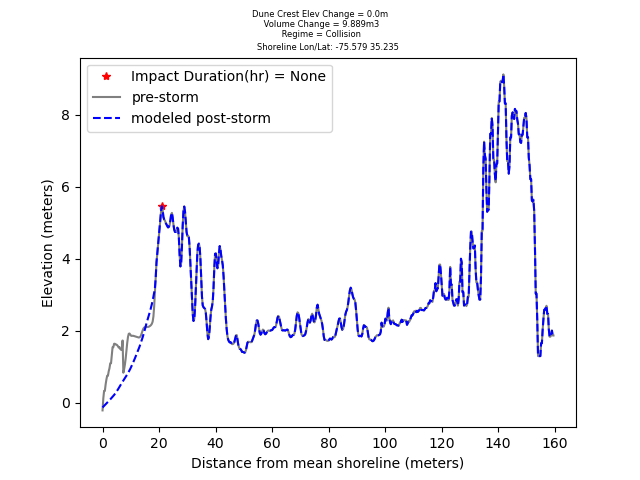 Dune Crest Elev Change = 0.0m
Volume Change = 9.889m3
Regime = Collision
Shoreline Lon/Lat: -75.579 35.235
Impact Duration(hr) = None
pre-storm
modeled post-storm
8
6
4
2
0
Elevation (meters)
0 20 40 60 80 100 120 140 160
Distance from mean shoreline (meters)